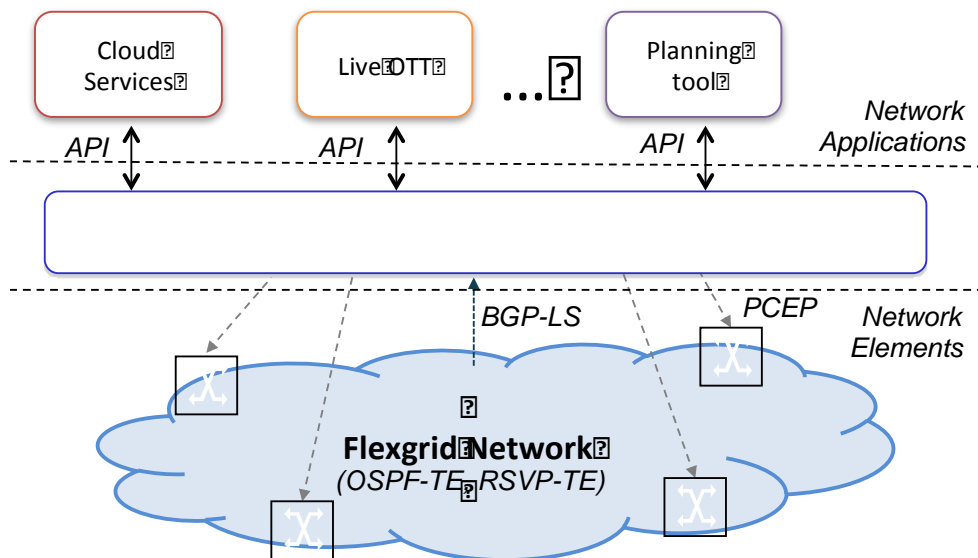 Cloud
Services
Live OTT
...
Planning
tool
API
API
API
Network
Applications
BGP-LS
PCEP
Network
Elements
Flexgrid Network
(OSPF-TE, RSVP-TE)